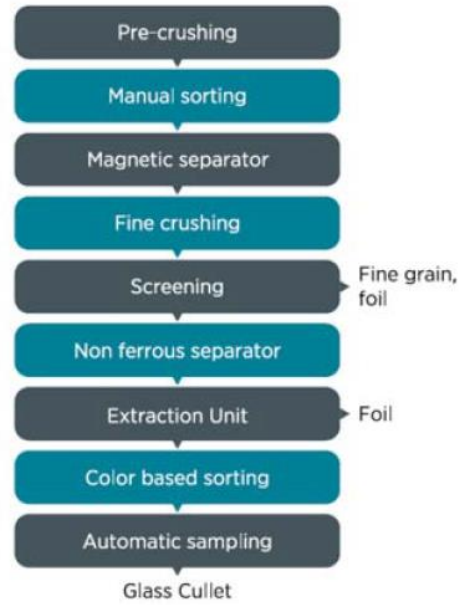 Pre-crushing
Manual sorting
Magnetic separator
Fine crushing
Screening
Fine grain,
foil
Non ferrous separator
Extraction Unit
Foil
Color based sorting
Automatic sampling
Glass Cullet